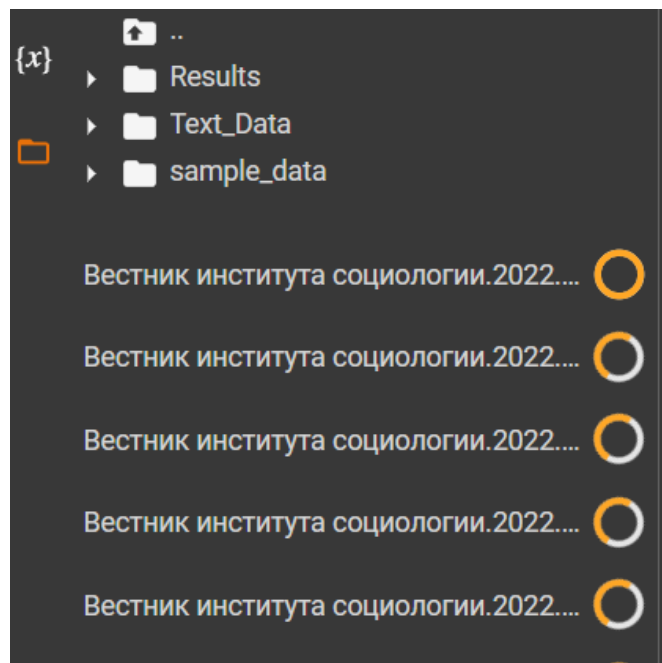 ..
{x}
Results
Text_Data
sample_data
Вестник института социологии.2022....
Вестник института социологии.2022....
Вестник института социологии.2022....
Вестник института социологии.2022....
Вестник института социологии.2022....